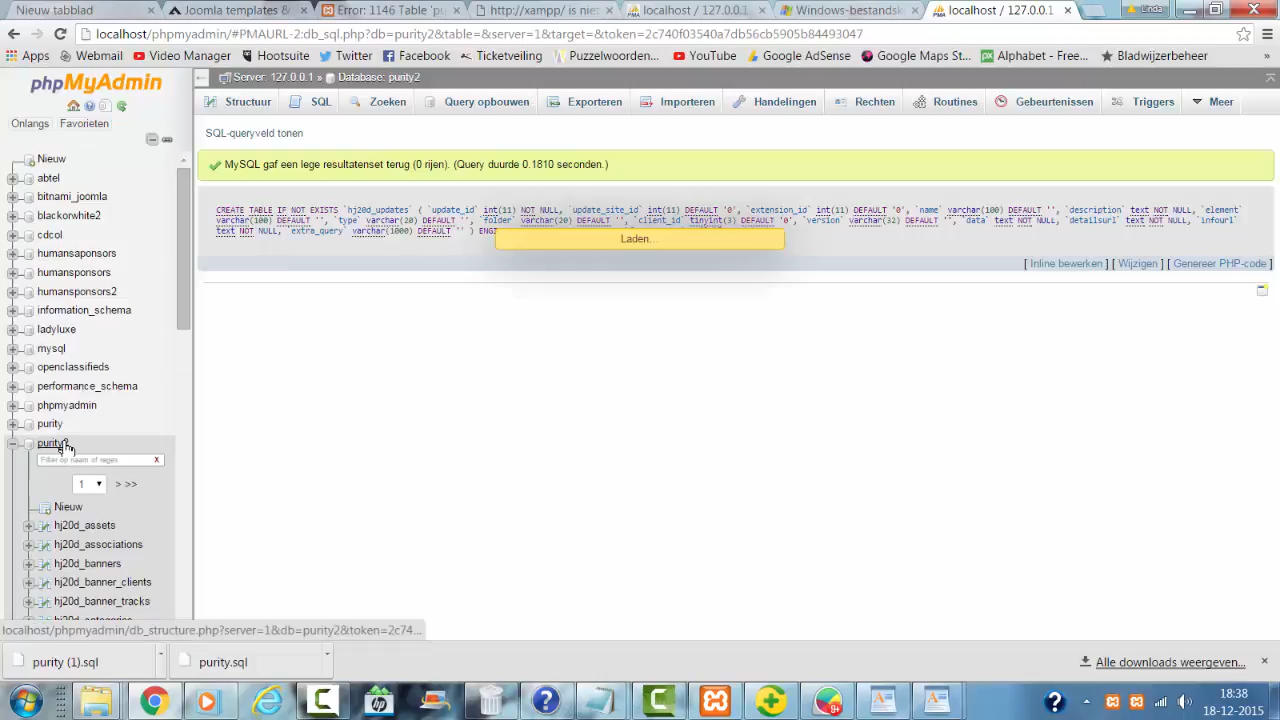 Nieuw tabblad
Joomla templates &
Error: 1146 Table 'pu
http://xampp/ is niet
localhost / 127.0.0.1
Windows-bestandsk
localhost / 127.0.0.1
Linda
localhost/phpmyadmin/#PMAURL-2:db_sql.php?db=purity2&table=&server=1&target=&token=2c740f03540a7db56cb5905b84493047
Apps
Webmail
Video Manager
Hootsuite
Twitter
Facebook
Ticketveiling
Puzzelwoorden...
YouTube
Google AdSense
Google Maps St...
Alphabet - Free...
Bladwijzerbeheer
phpMyAdmin
Server: 127.0.0.1 » Database: purity2
Structuur
SQL
Zoeken
Query opbouwen
Exporteren
Importeren
Handelingen
Rechten
Routines
Gebeurtenissen
Triggers
Meer
Onlangs
Favorieten
SQL-queryveld tonen
MySQL gaf een lege resultatenset terug (0 rijen). (Query duurde 0.1810 seconden.)
CREATE TABLE IF NOT EXISTS `hj20d_updates` ( `update_id` int(11) NOT NULL, `update_site_id` int(11) DEFAULT '0', `extension_id` int(11) DEFAULT '0', `name` varchar(100) DEFAULT '', `description` text NOT NULL, `element`
varchar(100) DEFAULT '', `type` varchar(20) DEFAULT '', `folder` varchar(20) DEFAULT '', `client_id` tinyint(3) DEFAULT '0', `version` varchar(32) DEFAULT '', `data` text NOT NULL, `detailsurl` text NOT NULL, `infourl`
text NOT NULL, `extra_query` varchar(1000) DEFAULT '' ) ENGI
Laden...
[ Inline bewerken ] [ Wijzigen ] [ Genereer PHP-code ]
Nieuw
abtel
bitnami_joomla
blackorwhite2
cdcol
humansaponsors
humansponsors
humansponsors2
information_schema
ladyluxe
mysql
openclassifieds
performance_schema
phpmyadmin
purity
purity2
Filter op naam of regex
X
1
> >>
Nieuw
hj20d_assets
hj20d_associations
hj20d_banners
hj20d_banner_clients
hj20d_banner_tracks
hj20d_categories
localhost/phpmyadmin/db_structure.php?server=1&db=purity2&token=2c74...
purity (1).sql
purity.sql
Alle downloads weergeven...
9+
18:38
18-12-2015